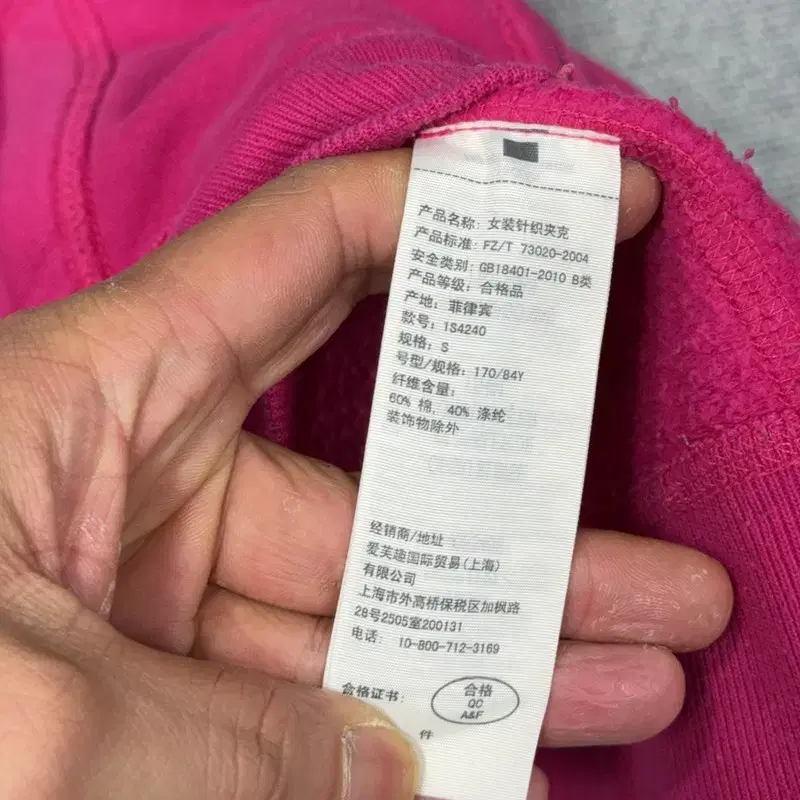 产品名称: 女装针织夹克
产品标准: FZ/T 73020-2004
安全类别: GB18401-2010 B类
产品等级: 合格品
产地: 菲律宾
款号: 1S4240
规格: S
号型/规格: 170/84Y
纤维含量:
60% 棉, 40% 涤纶
装饰物除外
经销商/地址
爱芙趣国际贸易(上海)
有限公司
上海市外高桥保税区加枫路
28号2505室200131
电话: 10-800-712-3169
合格证书:
合格
QC
A&F
件